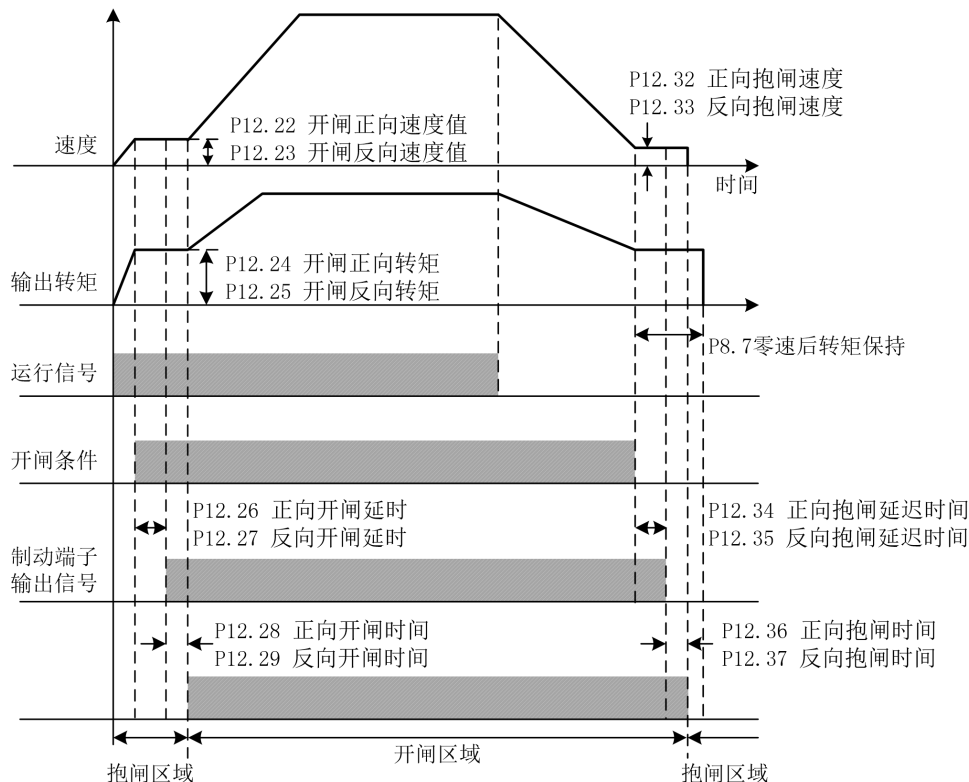 P12.32 正向抱闸速度
P12.33 反向抱闸速度
P12.22 开闸正向速度值
P12.23 开闸反向速度值
速度
时间
P12.24 开闸正向转矩
P12.25 开闸反向转矩
输出转矩
P8.7零速后转矩保持
运行信号
开闸条件
P12.26 正向开闸延时
P12.27 反向开闸延时
P12.34 正向抱闸延迟时间
P12.35 反向抱闸延迟时间
制动端子
输出信号
P12.28 正向开闸时间
P12.29 反向开闸时间
P12.36 正向抱闸时间
P12.37 反向抱闸时间
抱闸区域
开闸区域
抱闸区域